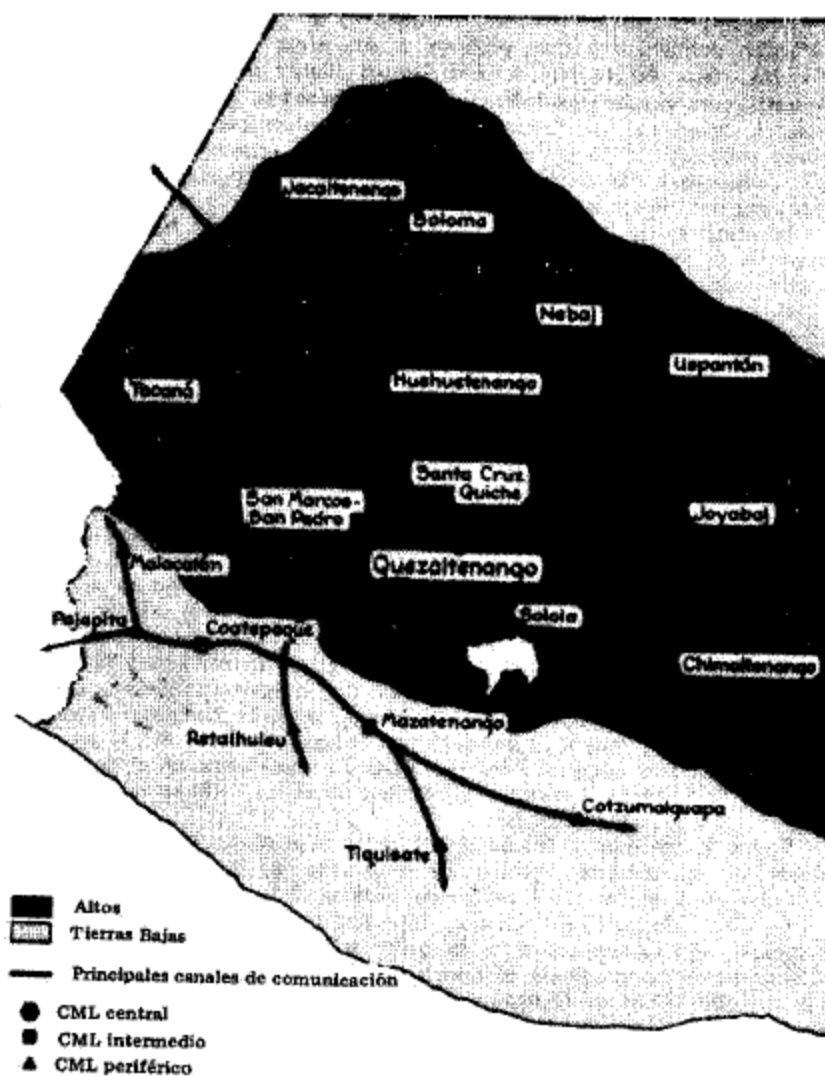 Jacaltenango
Soloma
Nebaj
Uspantán
Tacaná
Huehuetenango
Santa Cruz
Quiché
San Marcos-
San Pedro
Joyabaj
Malacatán
Quezaltenango
Pajapita
Coatepeque
Sololá
Chimaltenango
Mazatenango
Retalhuleu
Cotzumalguapa
Tiquisate
Altos
Tierras Bajas
Principales canales de comunicación
CML central
CML intermedio
CML periférico